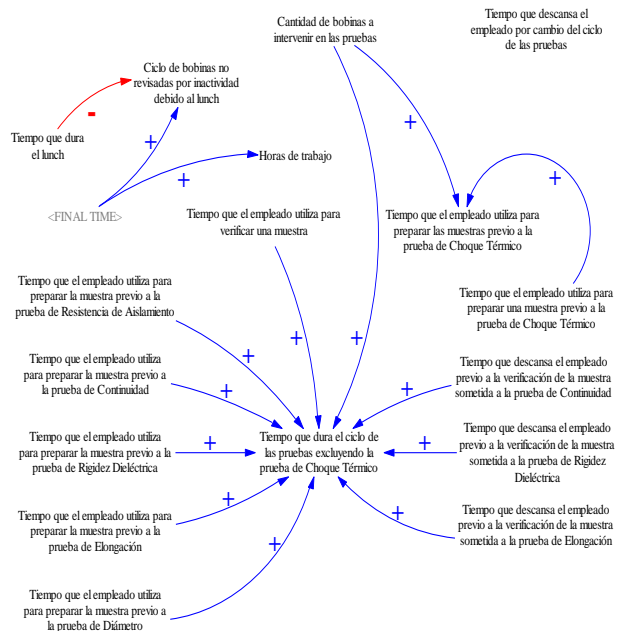 Cantidad de bobinas a
intervenir en las pruebas
Tiempo que descansa el
empleado por cambio del ciclo
de las pruebas
Ciclo de bobinas no
revisadas por inactividad
debido al lunch
-
Tiempo que dura
el lunch
+
+
+
+
Horas de trabajo
<FINAL TIME>
Tiempo que el empleado utiliza para
verificar una muestra
Tiempo que el empleado utiliza para
preparar las muestras previo a la
prueba de Choque Térmico
Tiempo que el empleado utiliza para
preparar la muestra previo a la
prueba de Resistencia de Aislamiento
Tiempo que el empleado utiliza para
preparar una muestra previo a la
prueba de Choque Térmico
+
+
+
Tiempo que el empleado utiliza
para preparar la muestra previo a
la prueba de Continuidad
+
+
Tiempo que descansa el empleado
previo a la verificación de la muestra
sometida a la prueba de Continuidad
Tiempo que el empleado utiliza
para preparar la muestra previo a la
prueba de Rigidez Dieléctrica
+
Tiempo que dura el ciclo de
las pruebas excluyendo la
prueba de Choque Térmico
+
Tiempo que descansa el empleado
previo a la verificación de la muestra
sometida a la prueba de Rigidez
Dieléctrica
Tiempo que el empleado utiliza para
preparar la muestra previo a la
prueba de Elongación
+
+
Tiempo que descansa el empleado
previo a la verificación de la muestra
sometida a la prueba de Elongación
+
Tiempo que el empleado utiliza
para preparar la muestra previo a
la prueba de Diámetro